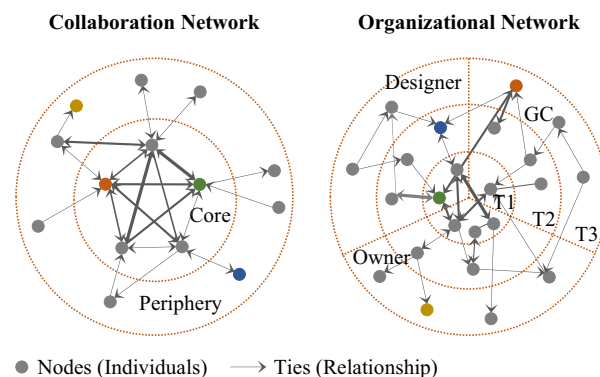 Collaboration Network
Organizational Network
Designer
GC
Core
T1
T2
T3
Owner
Periphery
Nodes (Individuals)
Ties (Relationship)